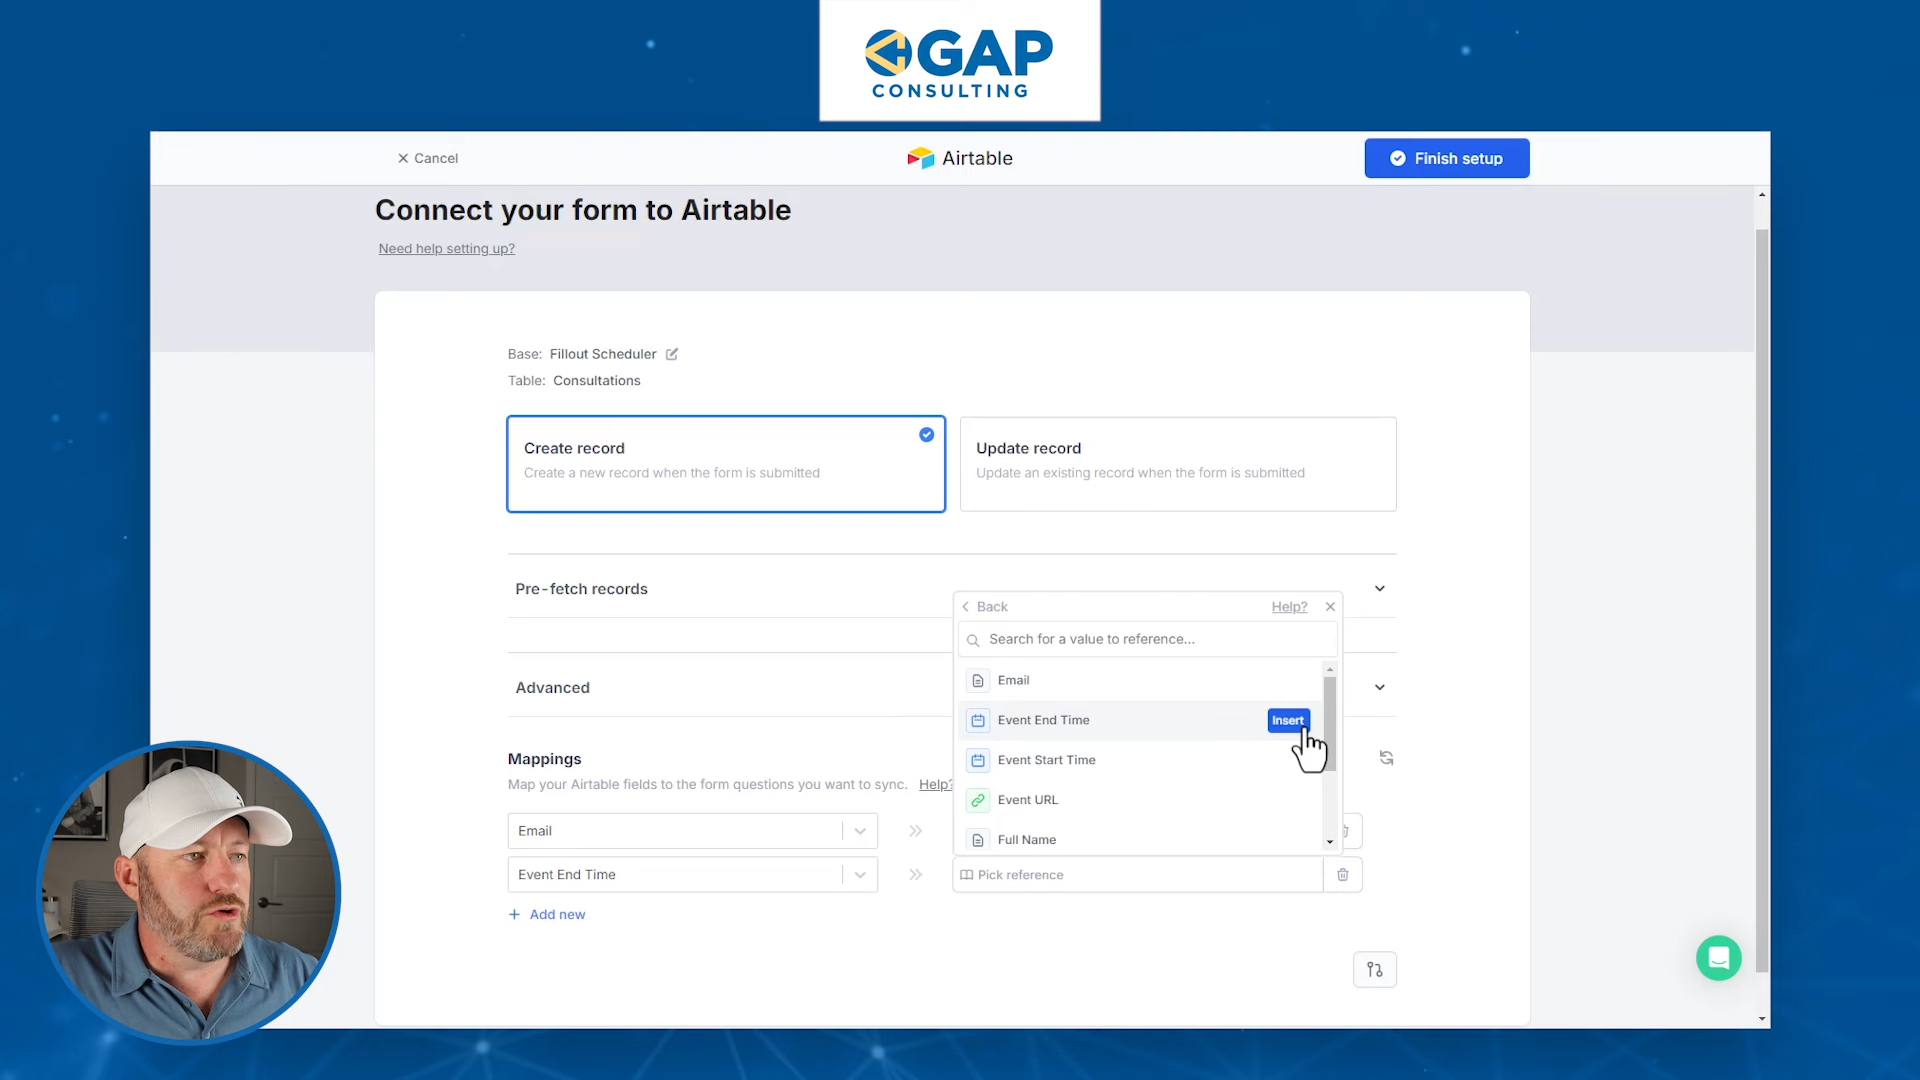 GAP
CONSULTING
Cancel
Airtable
Finish setup
Connect your form to Airtable
Need help setting up?
Base: Fillout Scheduler
Table: Consultations
Create record
Create a new record when the form is submitted
Update record
Update an existing record when the form is submitted
Pre-fetch records
Back
Help?
Search for a value to reference...
Email
Advanced
Event End Time
Insert
Event Start Time
Event URL
Full Name
Mappings
Map your Airtable fields to the form questions you want to sync. Help?
Email
Event End Time
Pick reference
+ Add new